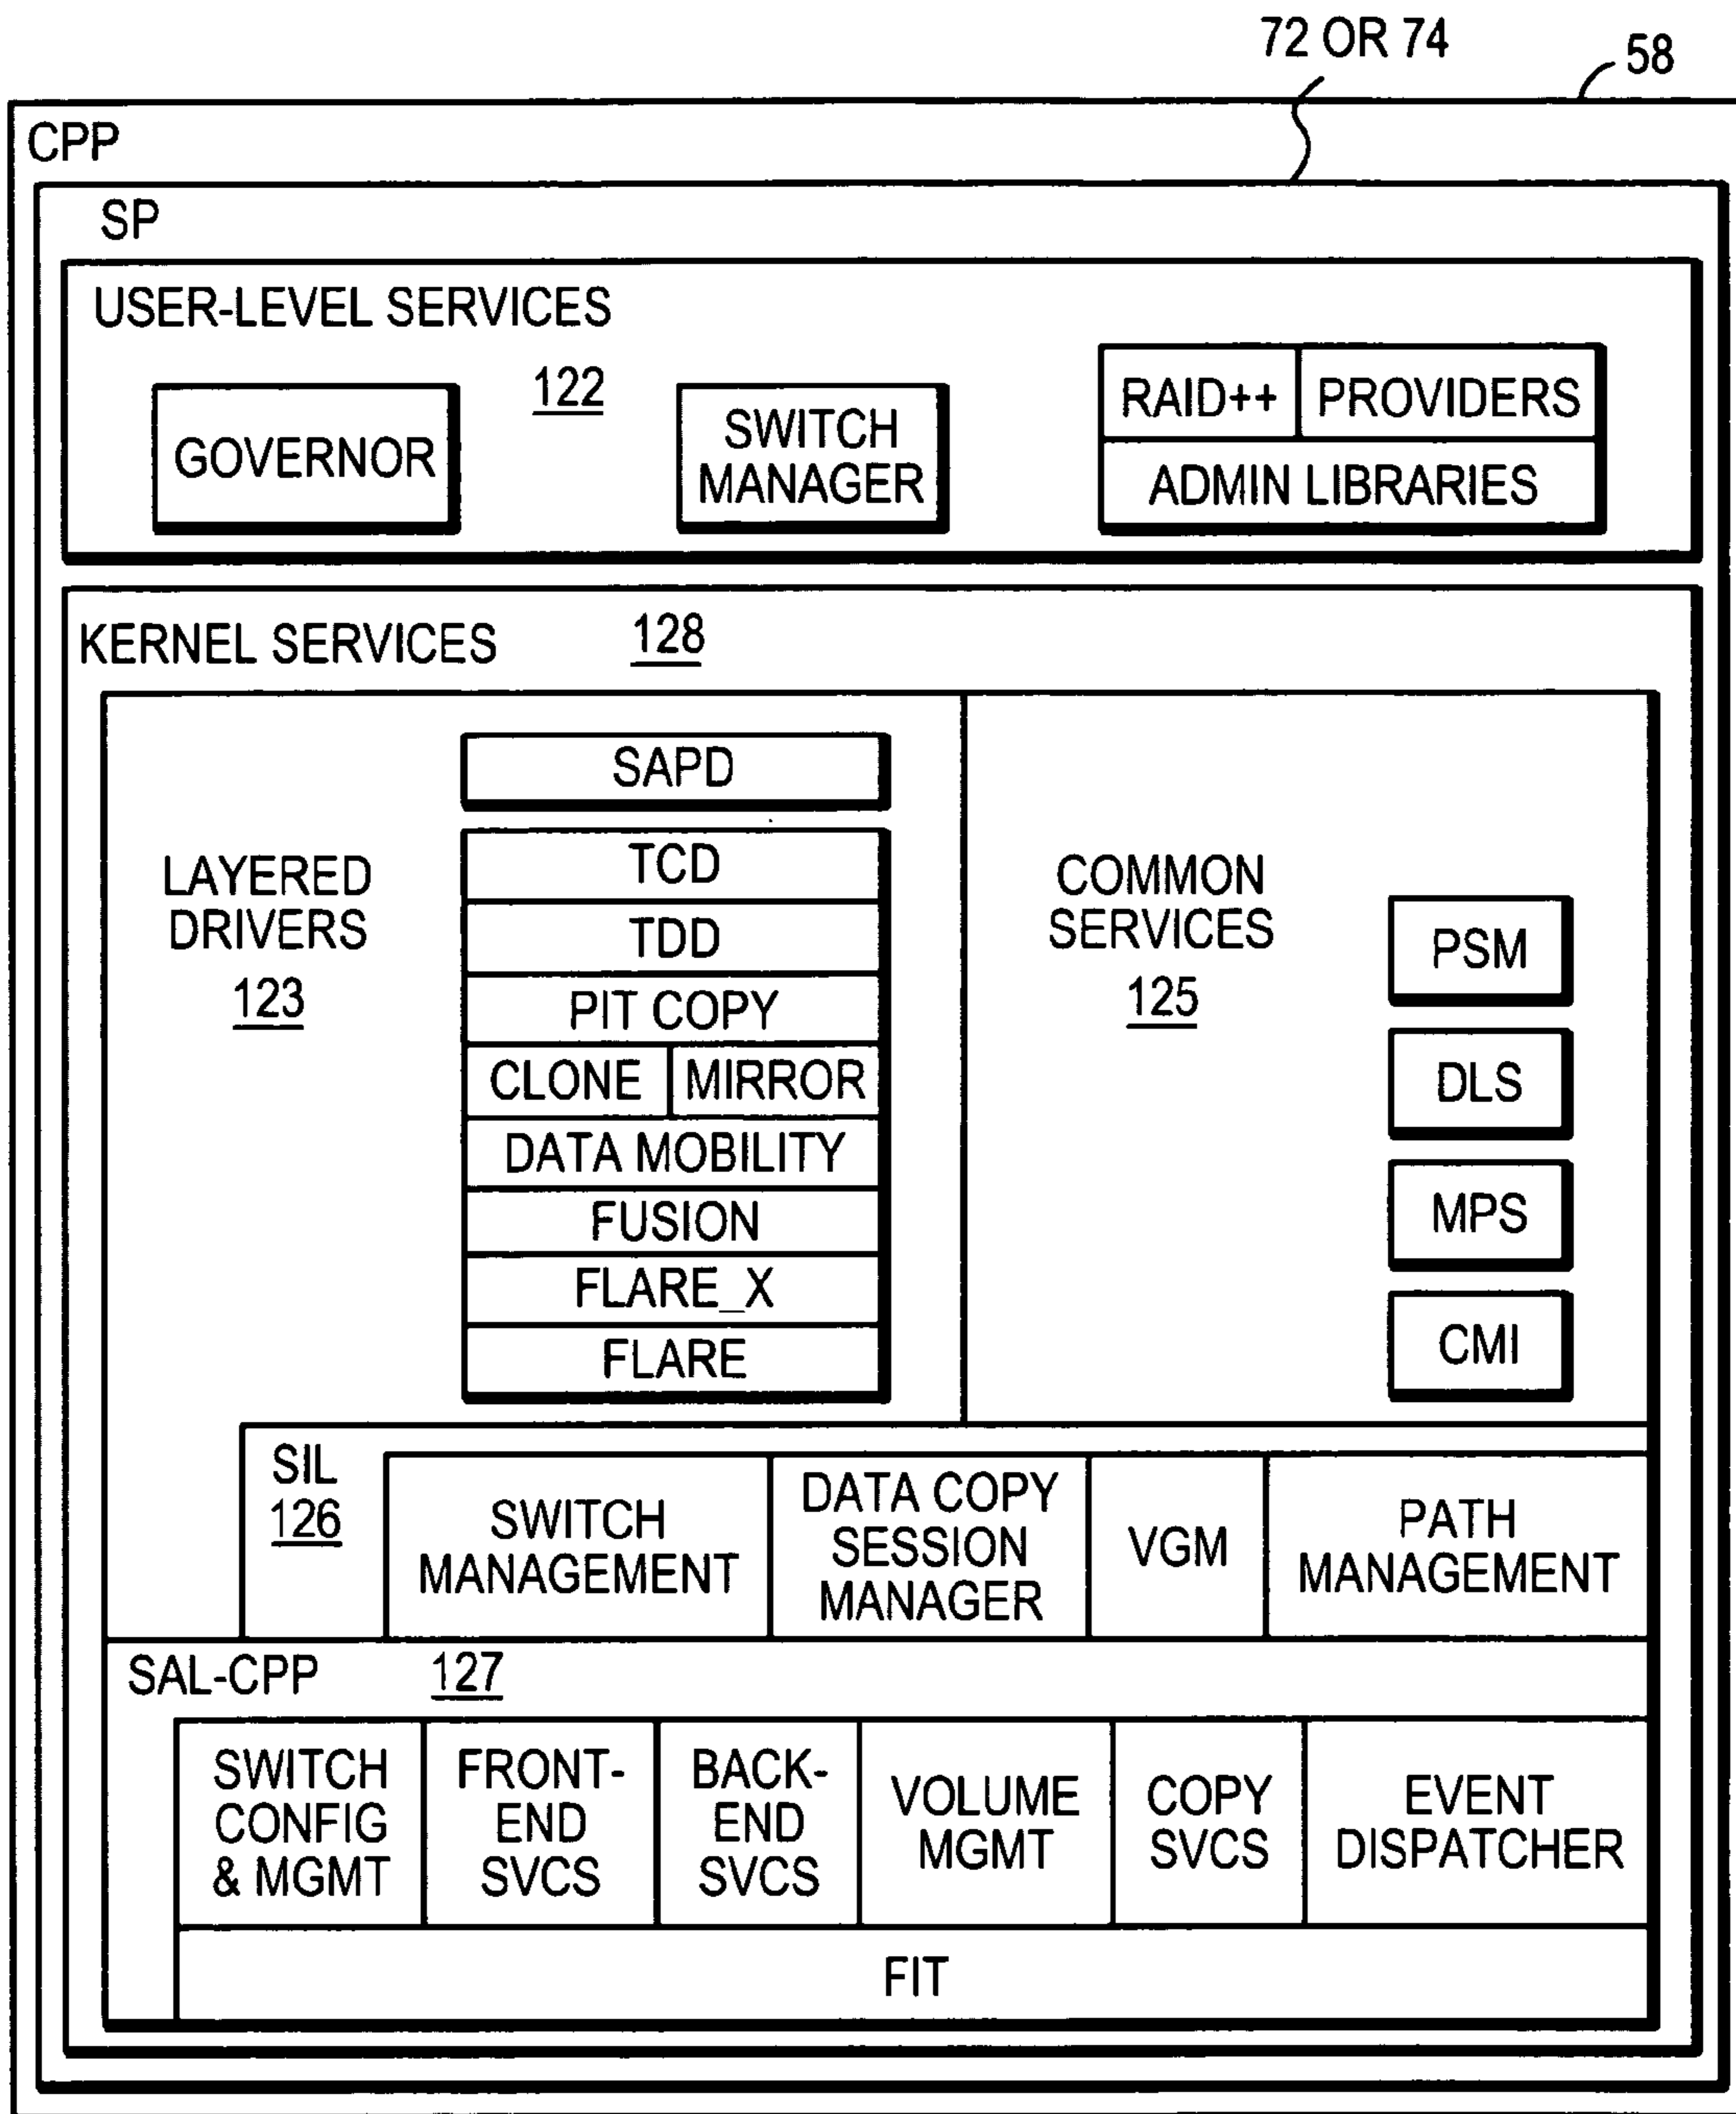 72 OR 74
58
CPP
SP
USER-LEVEL SERVICES
122
GOVERNOR
SWITCH
MANAGER
RAID++
PROVIDERS
ADMIN LIBRARIES
KERNEL SERVICES
128
LAYERED
DRIVERS
123
SAPD
TCD
TDD
PIT COPY
CLONE
MIRROR
DATA MOBILITY
FUSION
FLARE_X
FLARE
COMMON
SERVICES
125
PSM
DLS
MPS
CMI
SIL
126
SWITCH
MANAGEMENT
DATA COPY
SESSION
MANAGER
VGM
PATH
MANAGEMENT
SAL-CPP
127
SWITCH
CONFIG
& MGMT
FRONT-
END
SVCS
BACK-
END
SVCS
VOLUME
MGMT
COPY
SVCS
EVENT
DISPATCHER
FIT